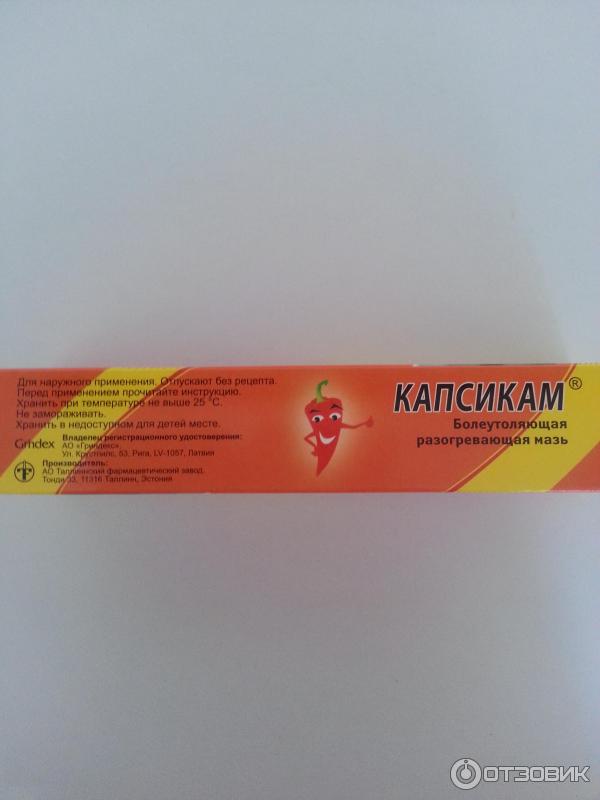 Для наружного применения. Отпускают без рецепта.
Перед применением прочитайте инструкцию.
Хранить при температуре не выше 25 °C.
Не замораживать.
Хранить в недоступном для детей месте.
Grindex
Владелец регистрационного удостоверения:
АО «Гриндекс»,
Ул. Крустпилс, 53, Рига, LV-1057, Латвия
Производитель:
АО Таллиннский фармацевтический завод.
Тонди 33, 11316 Таллинн, Эстония
КАПСИКАМ®
Болеутоляющая
разогревающая мазь
ОТЗОВИК